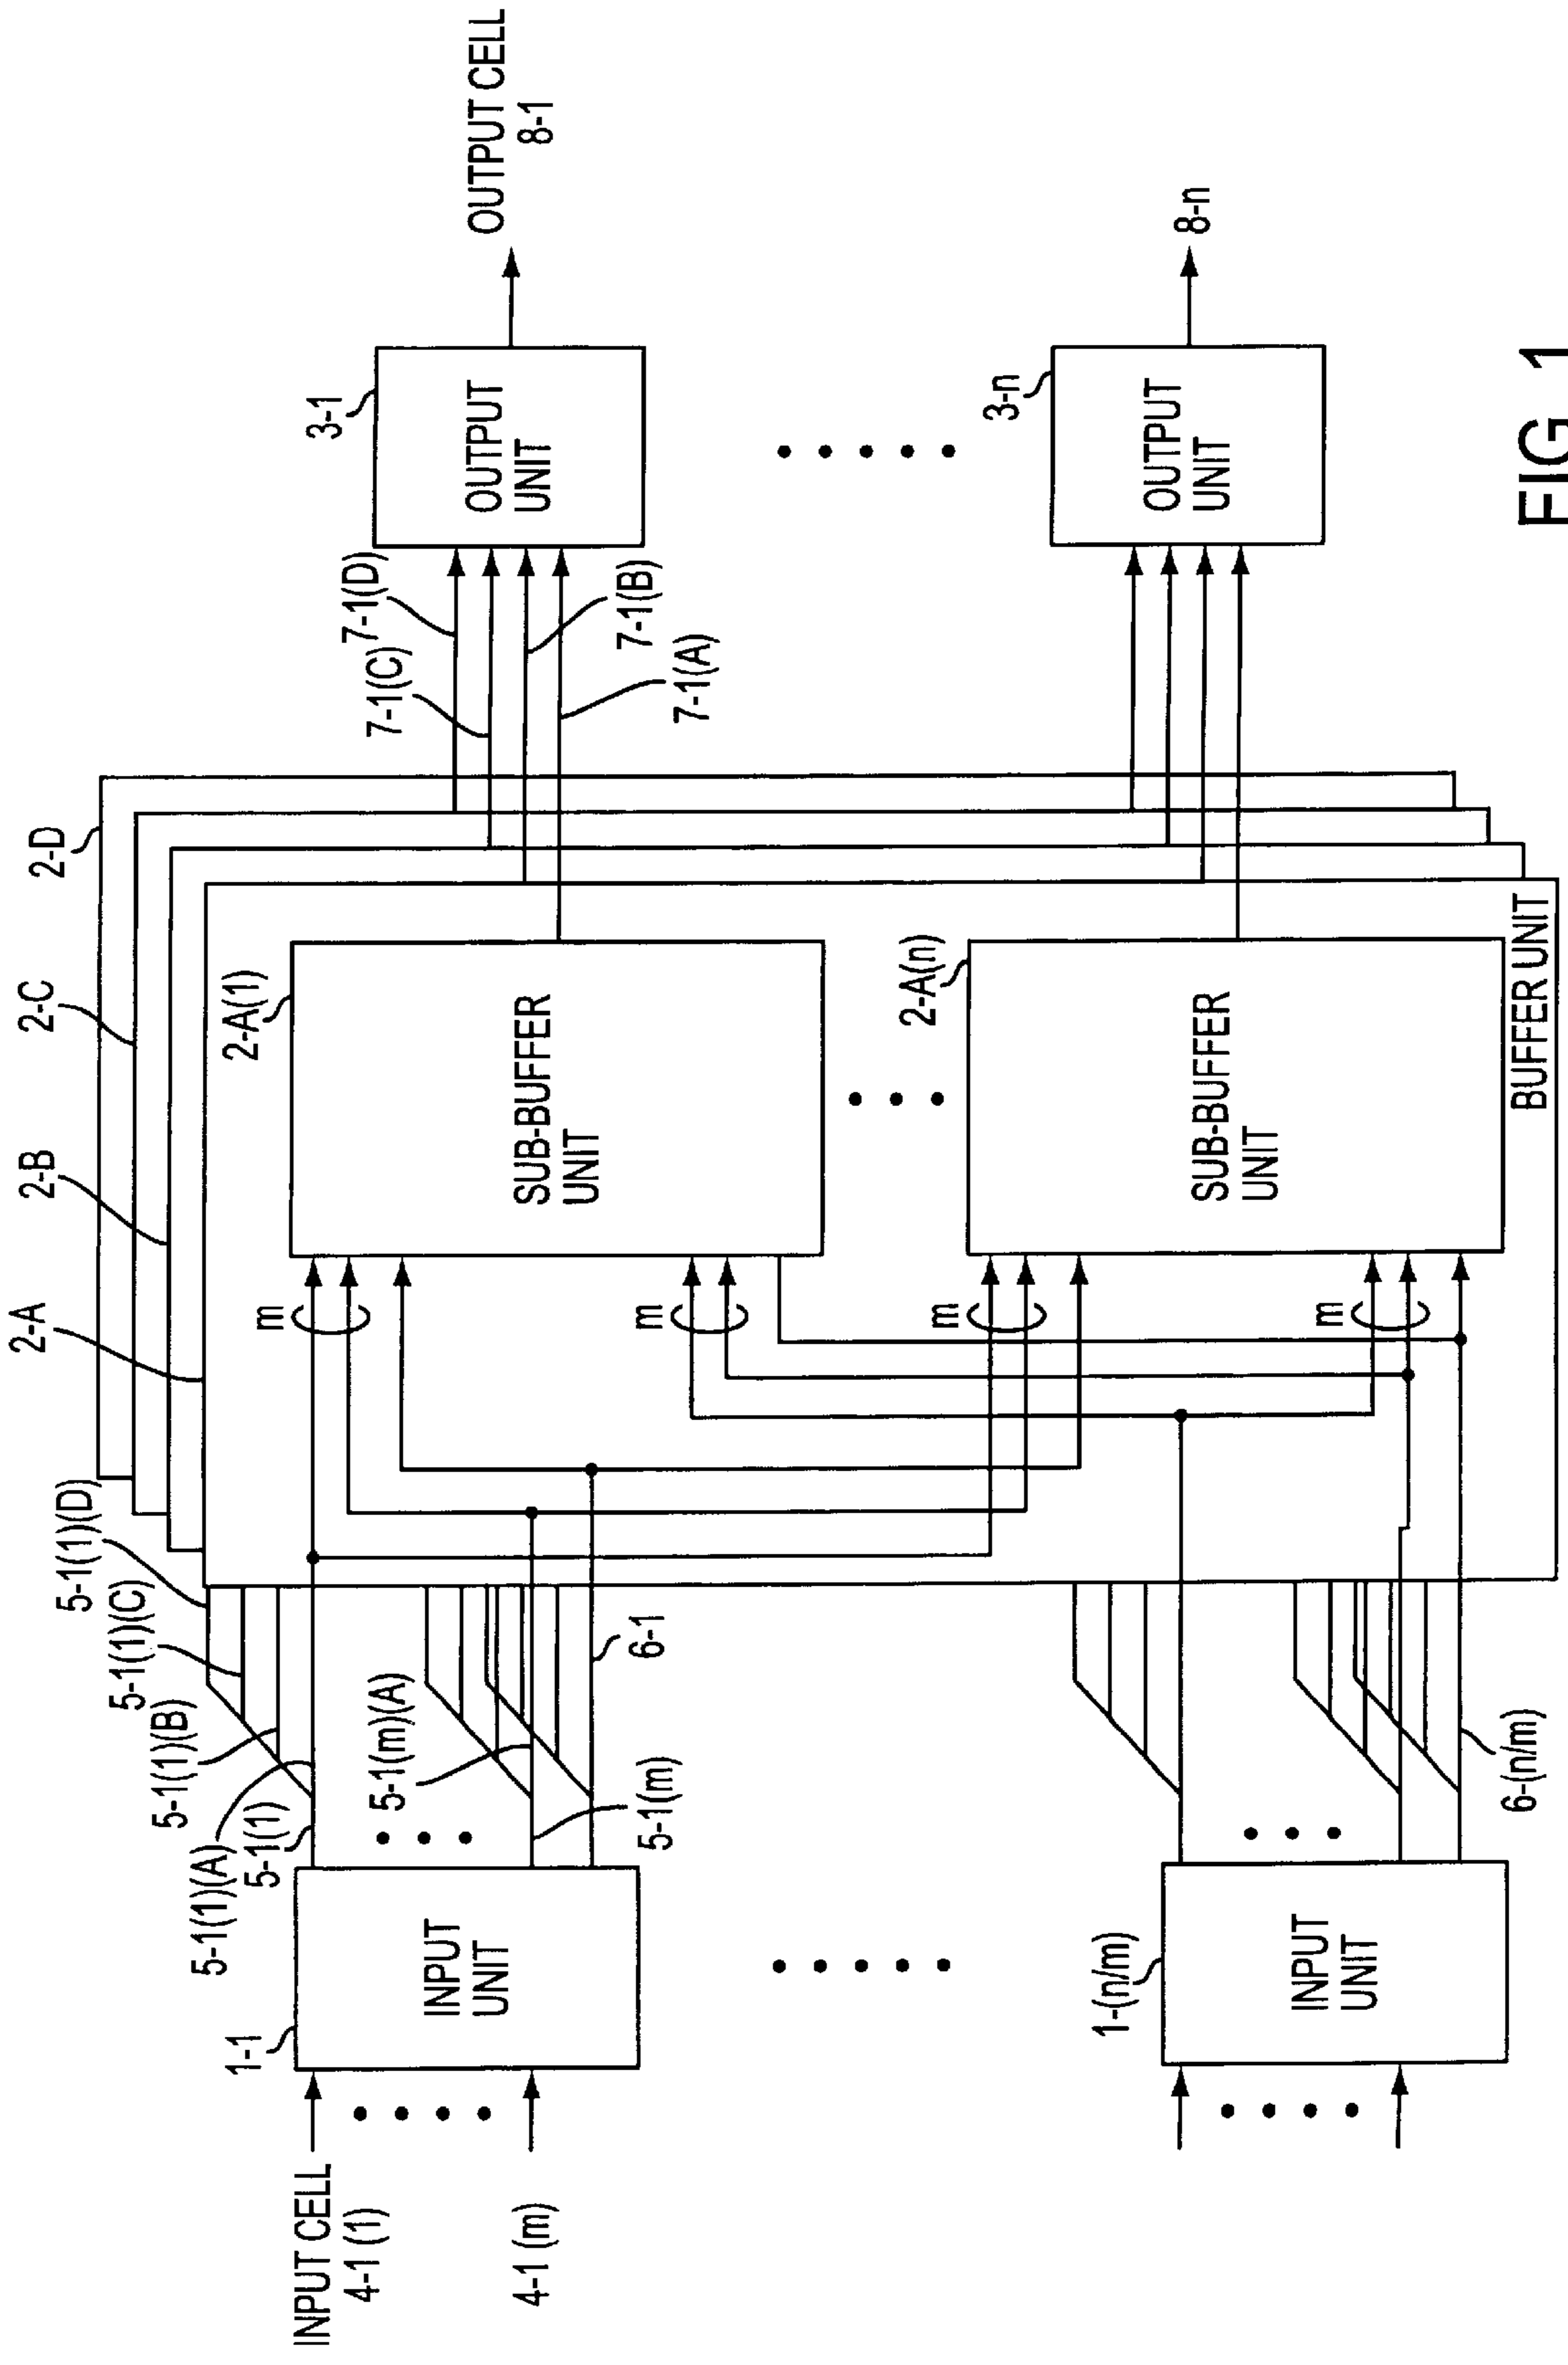 2-A
2-B
2-C
2-D
5-1(1)(D)
5-1(1)(C)
5-1(1)(B)
5-1(1)(A)
5-1(1)
INPUT CELL
4-1 (1)
4-1 (m)
1-1
INPUT
UNIT
5-1(m)(A)
5-1(m)
6-1
m
m
2-A(1)
SUB-BUFFER
UNIT
7-1(D)
7-1(C)
7-1(B)
7-1(A)
3-1
OUTPUT
UNIT
OUTPUT CELL
8-1
1-(n/m)
INPUT
UNIT
6-(n/m)
m
m
2-A(n)
SUB-BUFFER
UNIT
BUFFER UNIT
3-n
OUTPUT
UNIT
8-n
FIG. 1